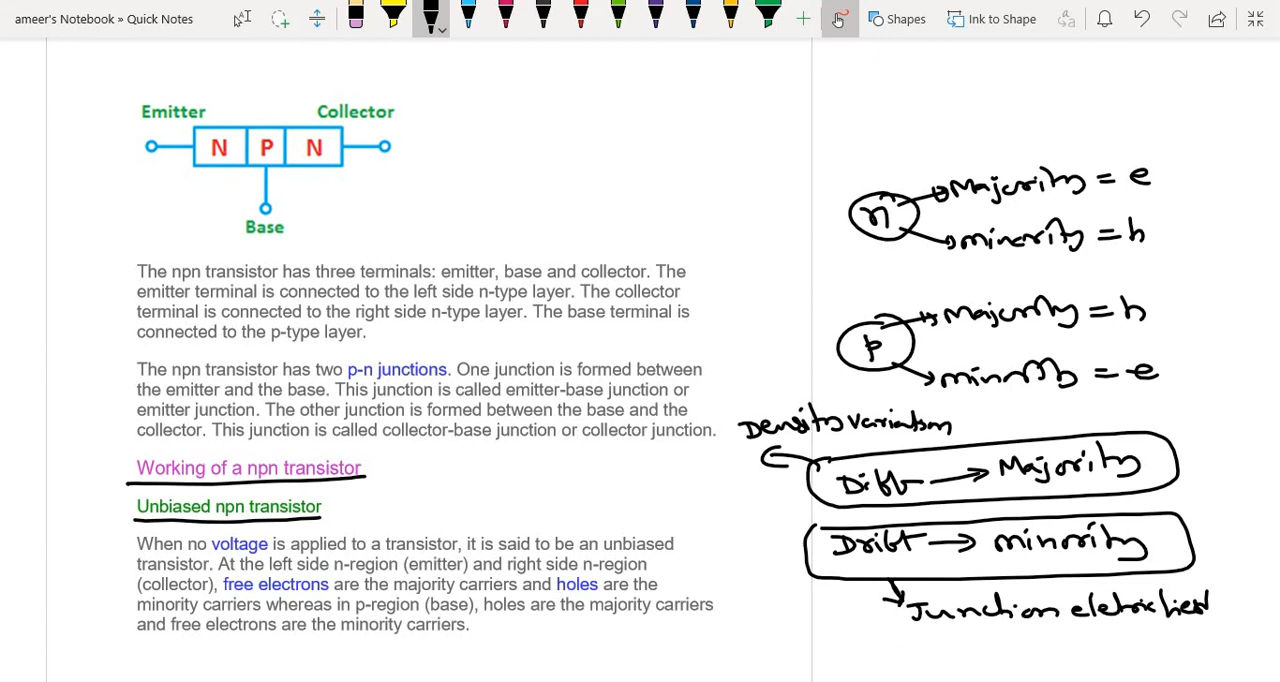 ameer's Notebook » Quick Notes
Shapes
Ink to Shape
Emitter
Collector
N P N
Base
The npn transistor has three terminals: emitter, base and collector. The
emitter terminal is connected to the left side n-type layer. The collector
terminal is connected to the right side n-type layer. The base terminal is
connected to the p-type layer.
The npn transistor has two p-n junctions. One junction is formed between
the emitter and the base. This junction is called emitter-base junction or
emitter junction. The other junction is formed between the base and the
collector. This junction is called collector-base junction or collector junction.
Working of a npn transistor
Unbiased npn transistor
When no voltage is applied to a transistor, it is said to be an unbiased
transistor. At the left side n-region (emitter) and right side n-region
(collector), free electrons are the majority carriers and holes are the
minority carriers whereas in p-region (base), holes are the majority carriers
and free electrons are the minority carriers.
n
Majority = e
minority = h
p
Majority = h
minority = e
Density variation
Diff → Majority
Drift → minority
Junction eletric